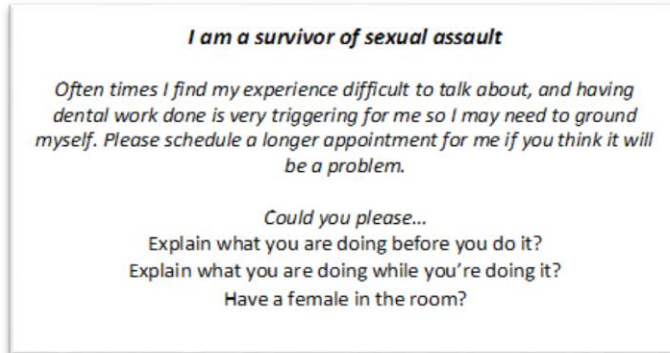 I am a survivor of sexual assault
Often times I find my experience difficult to talk about, and having
dental work done is very triggering for me so I may need to ground
myself. Please schedule a longer appointment for me if you think it will
be a problem.
Could you please...
Explain what you are doing before you do it?
Explain what you are doing while you're doing it?
Have a female in the room?